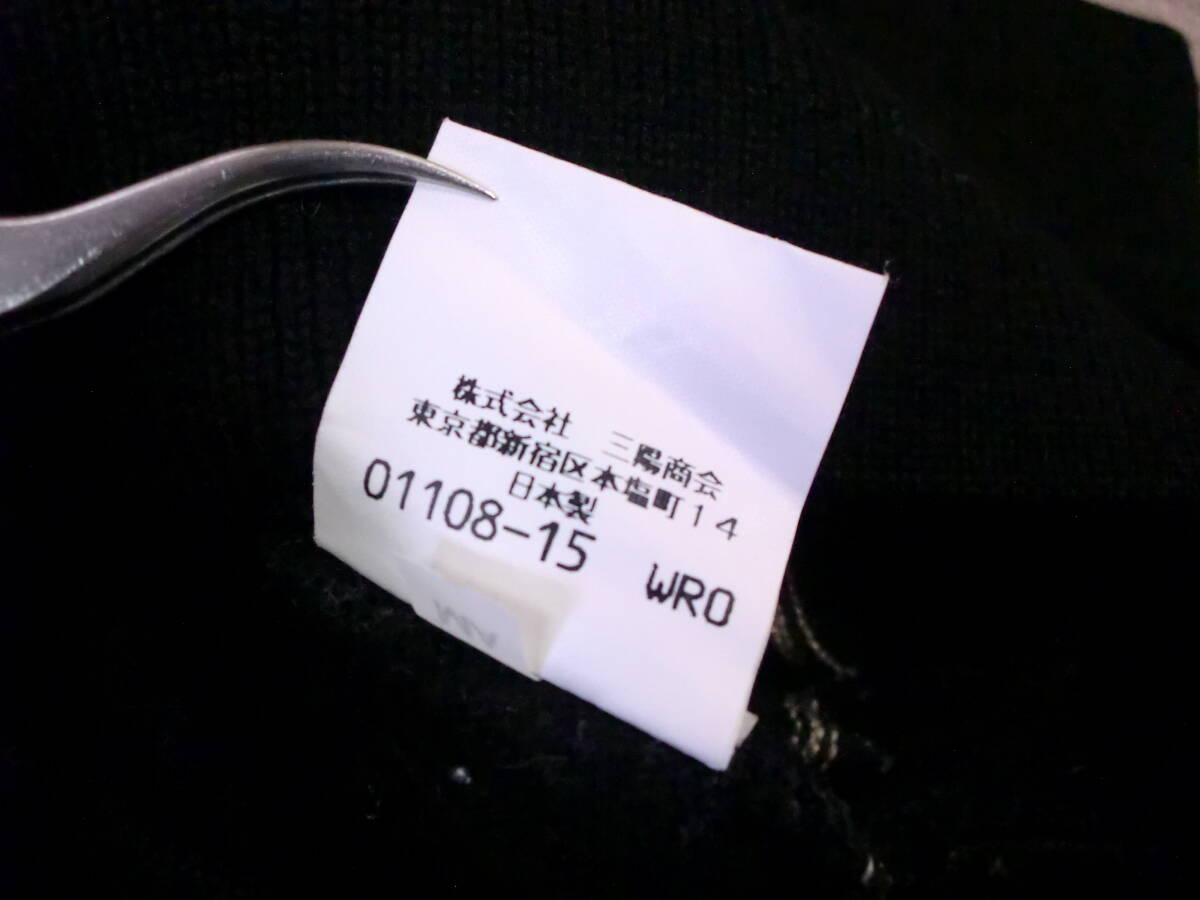 株式会社　三陽商会
東京都新宿区本塩町14
日本製
01108-15　WRO